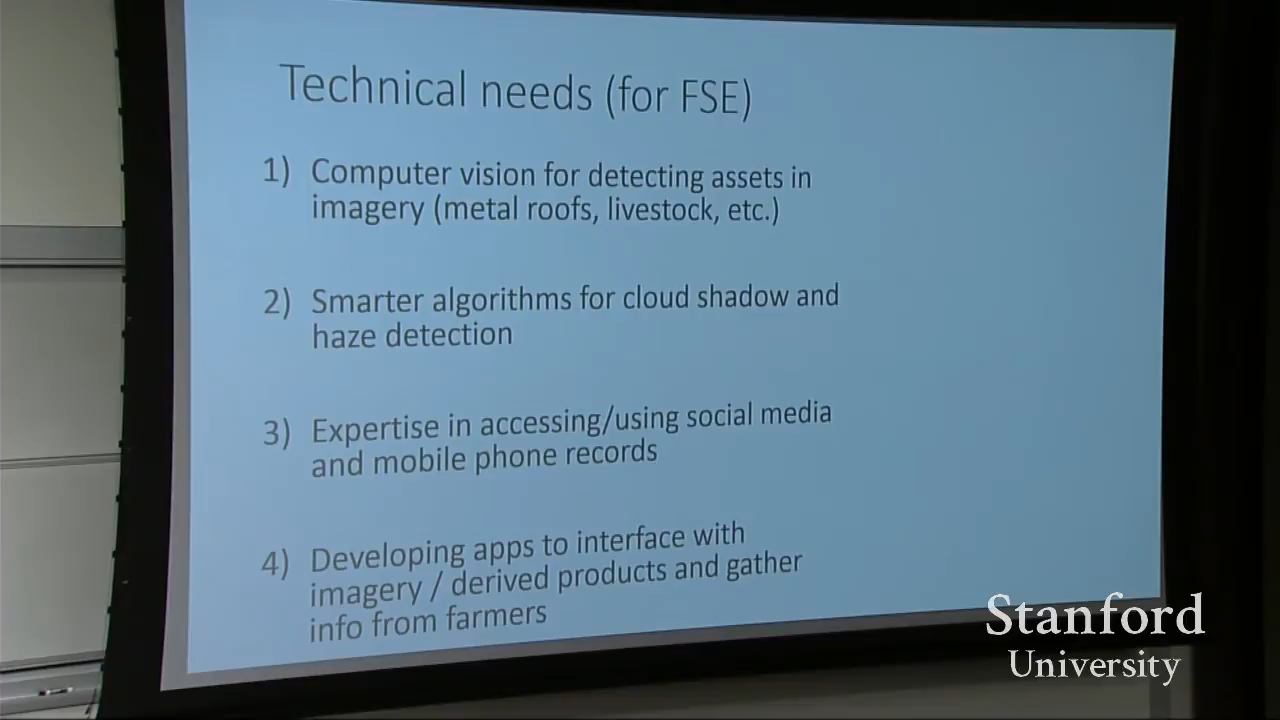 Technical needs (for FSE)
1) Computer vision for detecting assets in
imagery (metal roofs, livestock, etc.)
2) Smarter algorithms for cloud shadow and
haze detection
3) Expertise in accessing/using social media
and mobile phone records
4) Developing apps to interface with
imagery / derived products and gather
info from farmers
Stanford
University